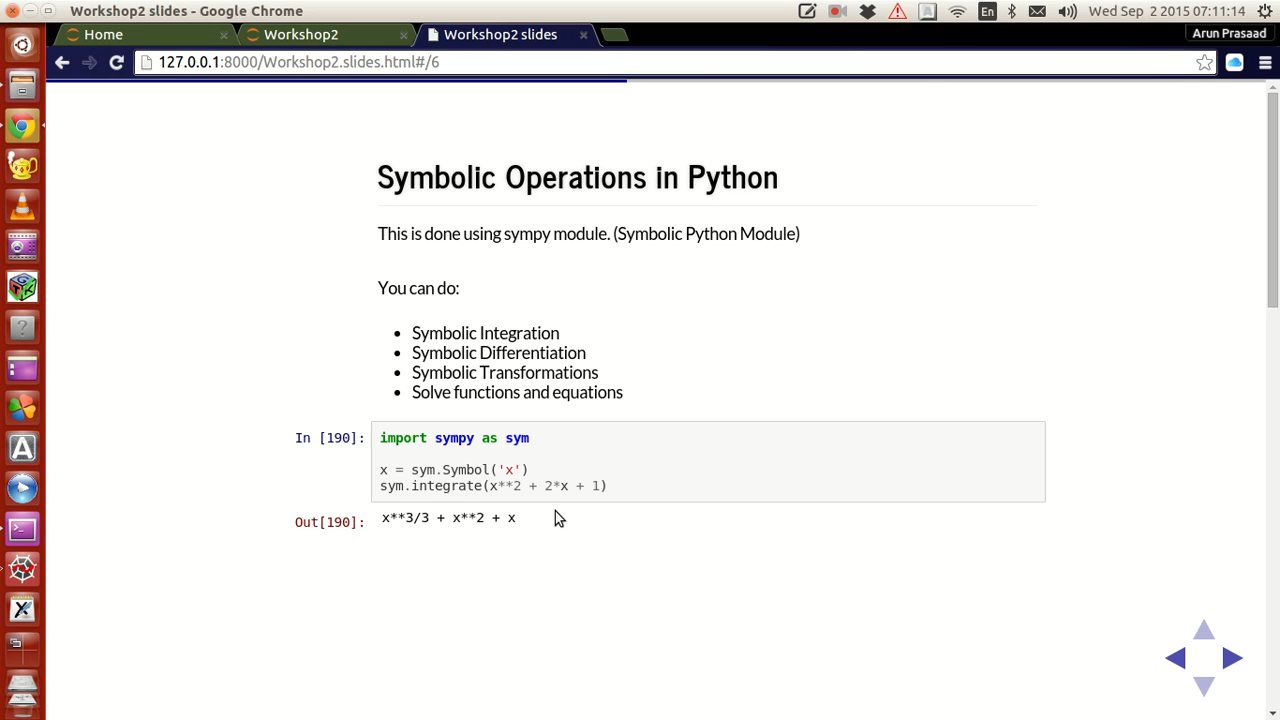 Workshop2 slides - Google Chrome
En
Wed Sep 2 2015 07:11:14
Home
Workshop2
Workshop2 slides
Arun Prasaad
127.0.0.1:8000/Workshop2.slides.html#/6
Symbolic Operations in Python
This is done using sympy module. (Symbolic Python Module)
You can do:
• Symbolic Integration
• Symbolic Differentiation
• Symbolic Transformations
• Solve functions and equations
In [190]:
import sympy as sym
x = sym.Symbol('x')
sym.integrate(x**2 + 2*x + 1)
Out[190]:
x**3/3 + x**2 + x